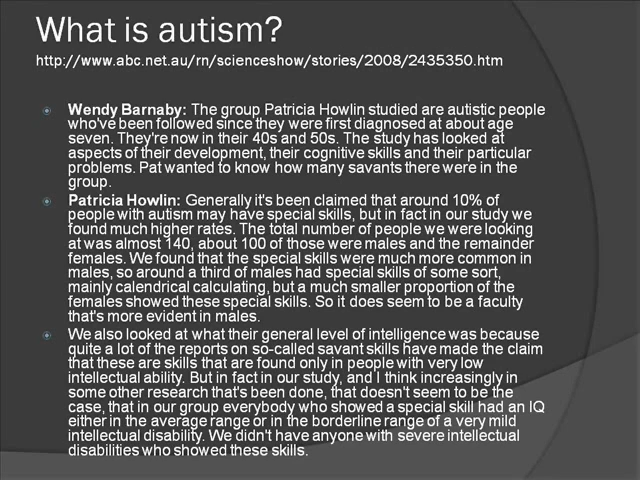 What is autism?
http://www.abc.net.au/rn/scienceshow/stories/2008/2435350.htm
Wendy Barnaby: The group Patricia Howlin studied are autistic people
who've been followed since they were first diagnosed at about age
seven. They're now in their 40s and 50s. The study has looked at
aspects of their development, their cognitive skills and their particular
problems. Pat wanted to know how many savants there were in the
group.
Patricia Howlin: Generally it's been claimed that around 10% of
people with autism may have special skills, but in fact in our study we
found much higher rates. The total number of people we were looking
at was almost 140, about 100 of those were males and the remainder
females. We found that the special skills were much more common in
males, so around a third of males had special skills of some sort,
mainly calendrical calculating, but a much smaller proportion of the
females showed these special skills. So it does seem to be a faculty
that's more evident in males.
We also looked at what their general level of intelligence was because
quite a lot of the reports on so-called savant skills have made the claim
that these are skills that are found only in people with very low
intellectual ability. But in fact in our study, and I think increasingly in
some other research that's been done, that doesn't seem to be the
case, that in our group everybody who showed a special skill had an IQ
either in the average range or in the borderline range of a very mild
intellectual disability. We didn't have anyone with severe intellectual
disabilities who showed these skills.